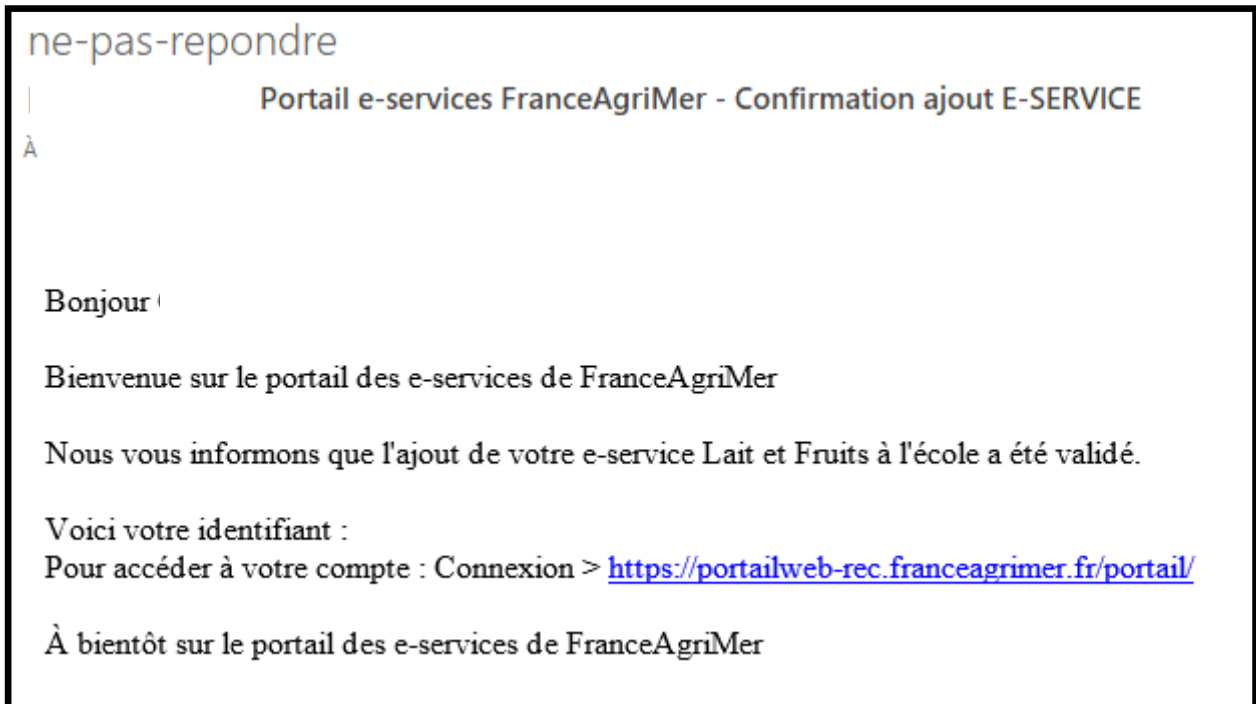 ne-pas-repondre
Portail e-services FranceAgriMer - Confirmation ajout E-SERVICE
À
Bonjour
Bienvenue sur le portail des e-services de FranceAgriMer
Nous vous informons que l'ajout de votre e-service Lait et Fruits à l'école a été validé.
Voici votre identifiant :
Pour accéder à votre compte : Connexion > https://portailweb-rec.franceagrimer.fr/portail/
À bientôt sur le portail des e-services de FranceAgriMer